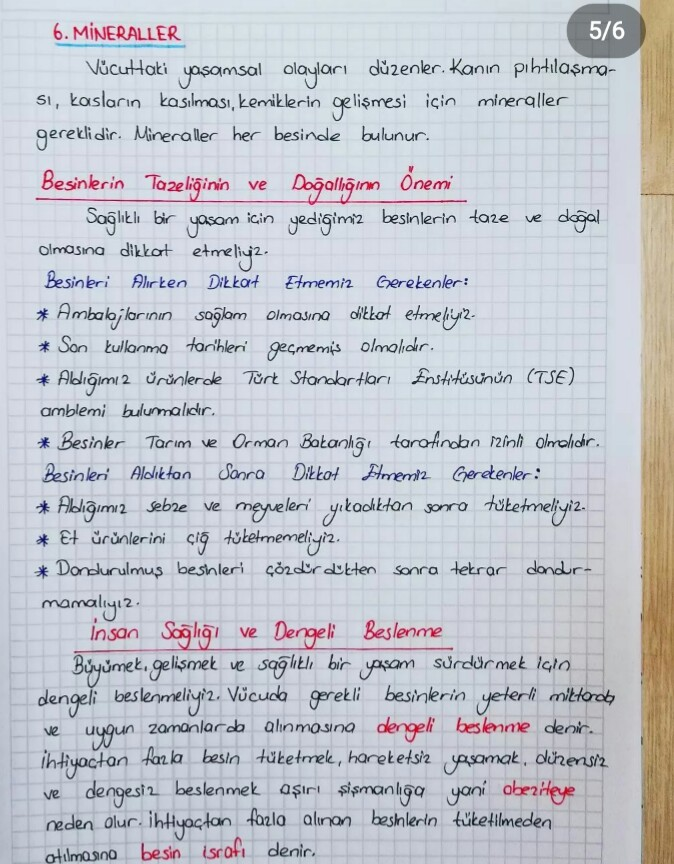 5/6
6. MİNERALLER
Vücuttaki yaşamsal olayları düzenler. Kanın pıhtılaşma-
sı, kasların kasılması, kemiklerin gelişmesi için mineraller
gereklidir. Mineraller her besinde bulunur.
Besinlerin Tazeliğinin ve Doğallığının Önemi
Sağlıklı bir yaşam için yediğimiz besinlerin taze ve doğal
olmasına dikkat etmeliyiz.
Besinleri Alırken Dikkat Etmemiz Gerekenler:
* Ambalajlarının sağlam olmasına dikkat etmeliyiz.
* Son kullanma tarihleri geçmemiş olmalıdır.
* Aldığımız ürünlerde Türk Standartları Enstitüsünün (TSE)
amblemi bulunmalıdır.
* Besinler Tarım ve Orman Bakanlığı tarafından izinli olmalıdır.
Besinleri Aldıktan Sonra Dikkat Etmemiz Gerekenler:
* Aldığımız sebze ve meyveleri yıkadıktan sonra tüketmeliyiz.
* Et ürünlerini çiğ tüketmemeliyiz.
* Dondurulmuş besinleri çözdürdükten sonra tekrar dondur-
mamalıyız.
İnsan Sağlığı ve Dengeli Beslenme
Büyümek, gelişmek ve sağlıklı bir yaşam sürdürmek için
dengeli beslenmeliyiz. Vücuda gerekli besinlerin yeterli miktarda
ve uygun zamanlarda alınmasına dengeli beslenme denir.
İhtiyaçtan fazla besin tüketmek, hareketsiz yaşamak, düzensiz
ve dengesiz beslenmek aşırı şişmanlığa yani obeziteye
neden olur. İhtiyaçtan fazla alınan besinlerin tüketilmeden
atılmasına besin israfı denir.